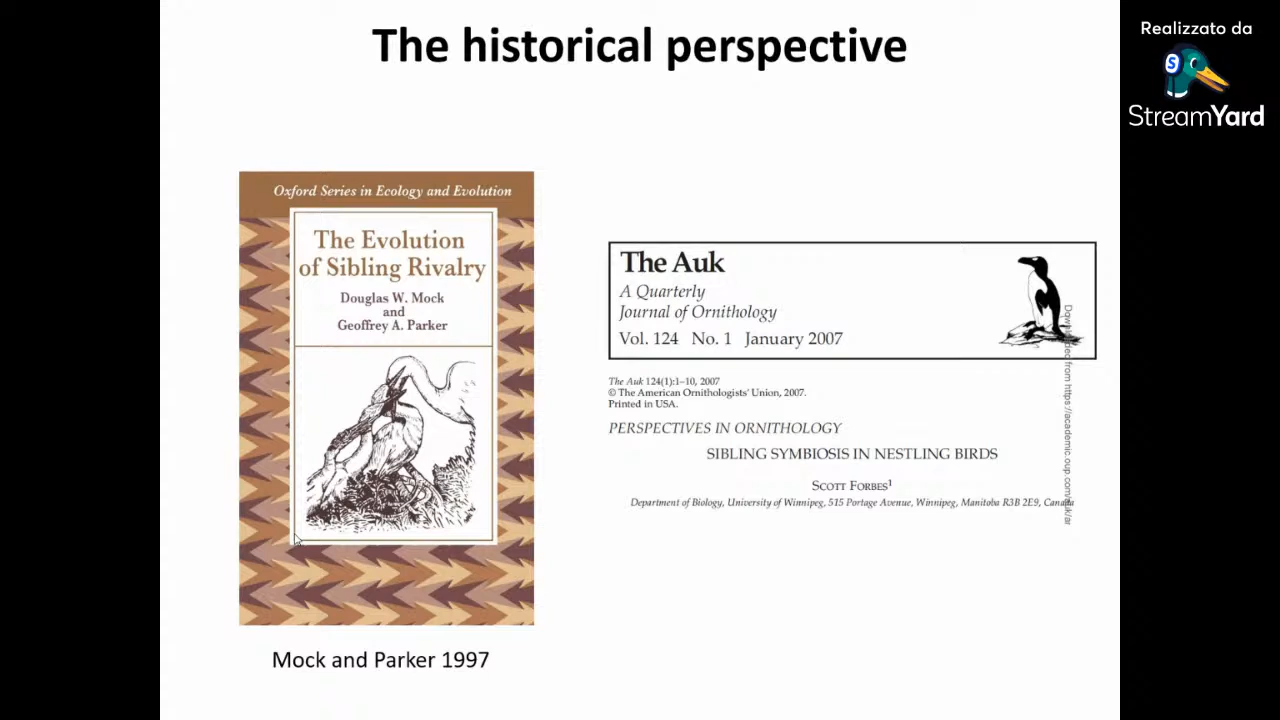 The historical perspective
Realizzato da
S
StreamYard
Oxford Series in Ecology and Evolution
The Evolution
of Sibling Rivalry
Douglas W. Mock
and
Geoffrey A. Parker
Mock and Parker 1997
The Auk
A Quarterly
Journal of Ornithology
Vol. 124 No. 1 January 2007
The Auk 124(1):1–10, 2007
© The American Ornithologists' Union, 2007.
Printed in USA.
PERSPECTIVES IN ORNITHOLOGY
SIBLING SYMBIOSIS IN NESTLING BIRDS
Scott Forbes1
Department of Biology, University of Winnipeg, 515 Portage Avenue, Winnipeg, Manitoba R3B 2E9, Canada
Downloaded from https://academic.oup.com/auk/ar